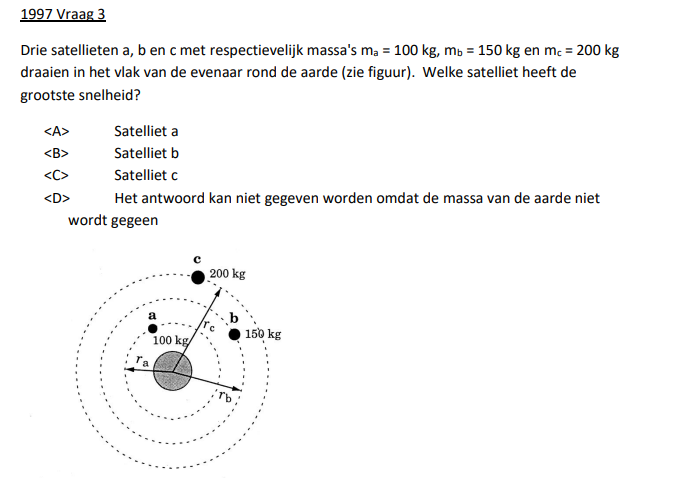 1997 Vraag 3
Drie satellieten a, b en c met respectievelijk massa's mₐ = 100 kg, m_b = 150 kg en m_c = 200 kg
draaien in het vlak van de evenaar rond de aarde (zie figuur). Welke satelliet heeft de
grootste snelheid?
<A> Satelliet a
<B> Satelliet b
<C> Satelliet c
<D> Het antwoord kan niet gegeven worden omdat de massa van de aarde niet
wordt gegeen
c
200 kg
a
b
r_c
150 kg
100 kg
r_a
r_b